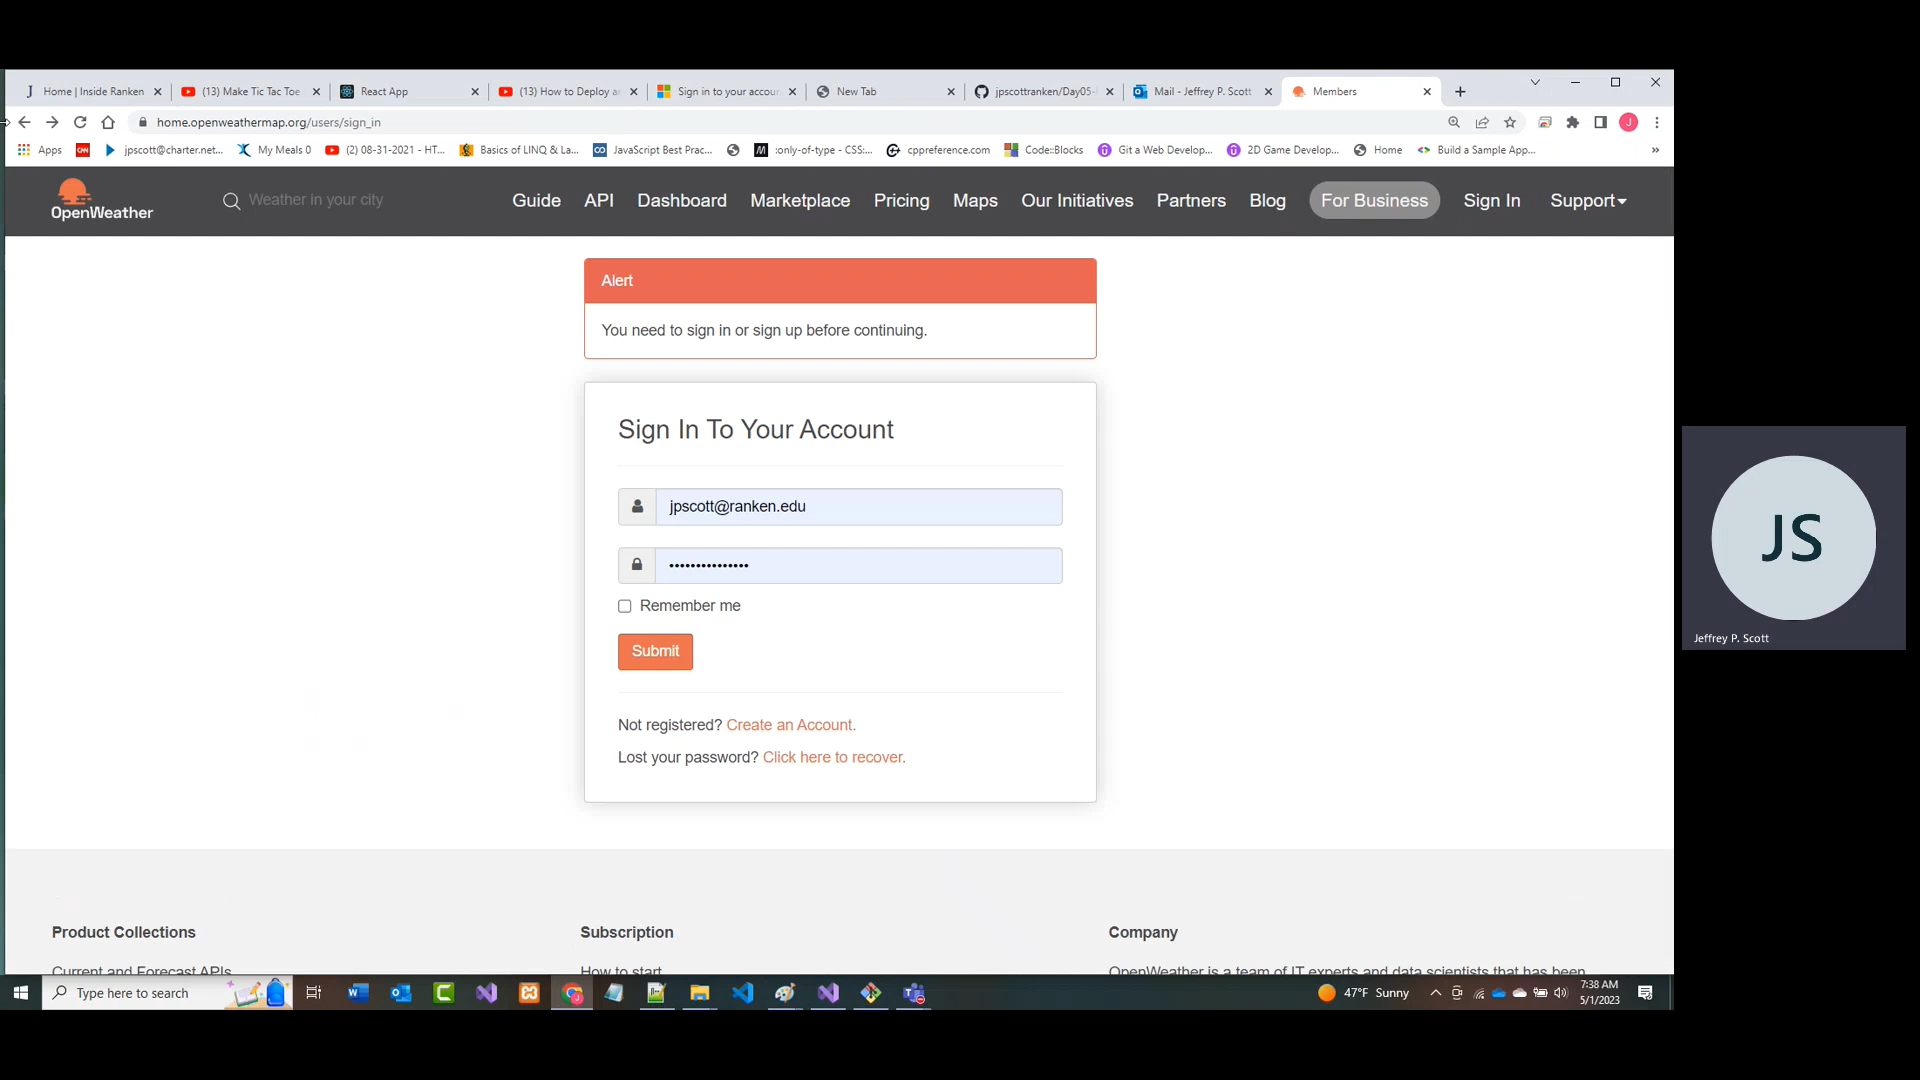 Home | Inside Ranken
(13) Make Tic Tac Toe
React App
(13) How to Deploy an
Sign in to your accoun
New Tab
jpscottranken/Day05-
Mail - Jeffrey P. Scott
Members
home.openweathermap.org/users/sign_in
J
Apps
CNN
jpscott@charter.net...
My Meals 0
(2) 08-31-2021 - HT...
Basics of LINQ & La...
JavaScript Best Prac...
:only-of-type - CSS:...
cppreference.com
Code::Blocks
Git a Web Develop...
2D Game Develop...
Home
Build a Sample App...
»
OpenWeather
Weather in your city
Guide
API
Dashboard
Marketplace
Pricing
Maps
Our Initiatives
Partners
Blog
For Business
Sign In
Support
Alert
You need to sign in or sign up before continuing.
Sign In To Your Account
jpscott@ranken.edu
•••••••••••••••
Remember me
Submit
Not registered? Create an Account.
Lost your password? Click here to recover.
JS
Jeffrey P. Scott
Product Collections
Subscription
Company
Current and Forecast APIs
How to start
OpenWeather is a team of IT experts and data scientists that has been
Type here to search
47°F Sunny
7:38 AM
5/1/2023